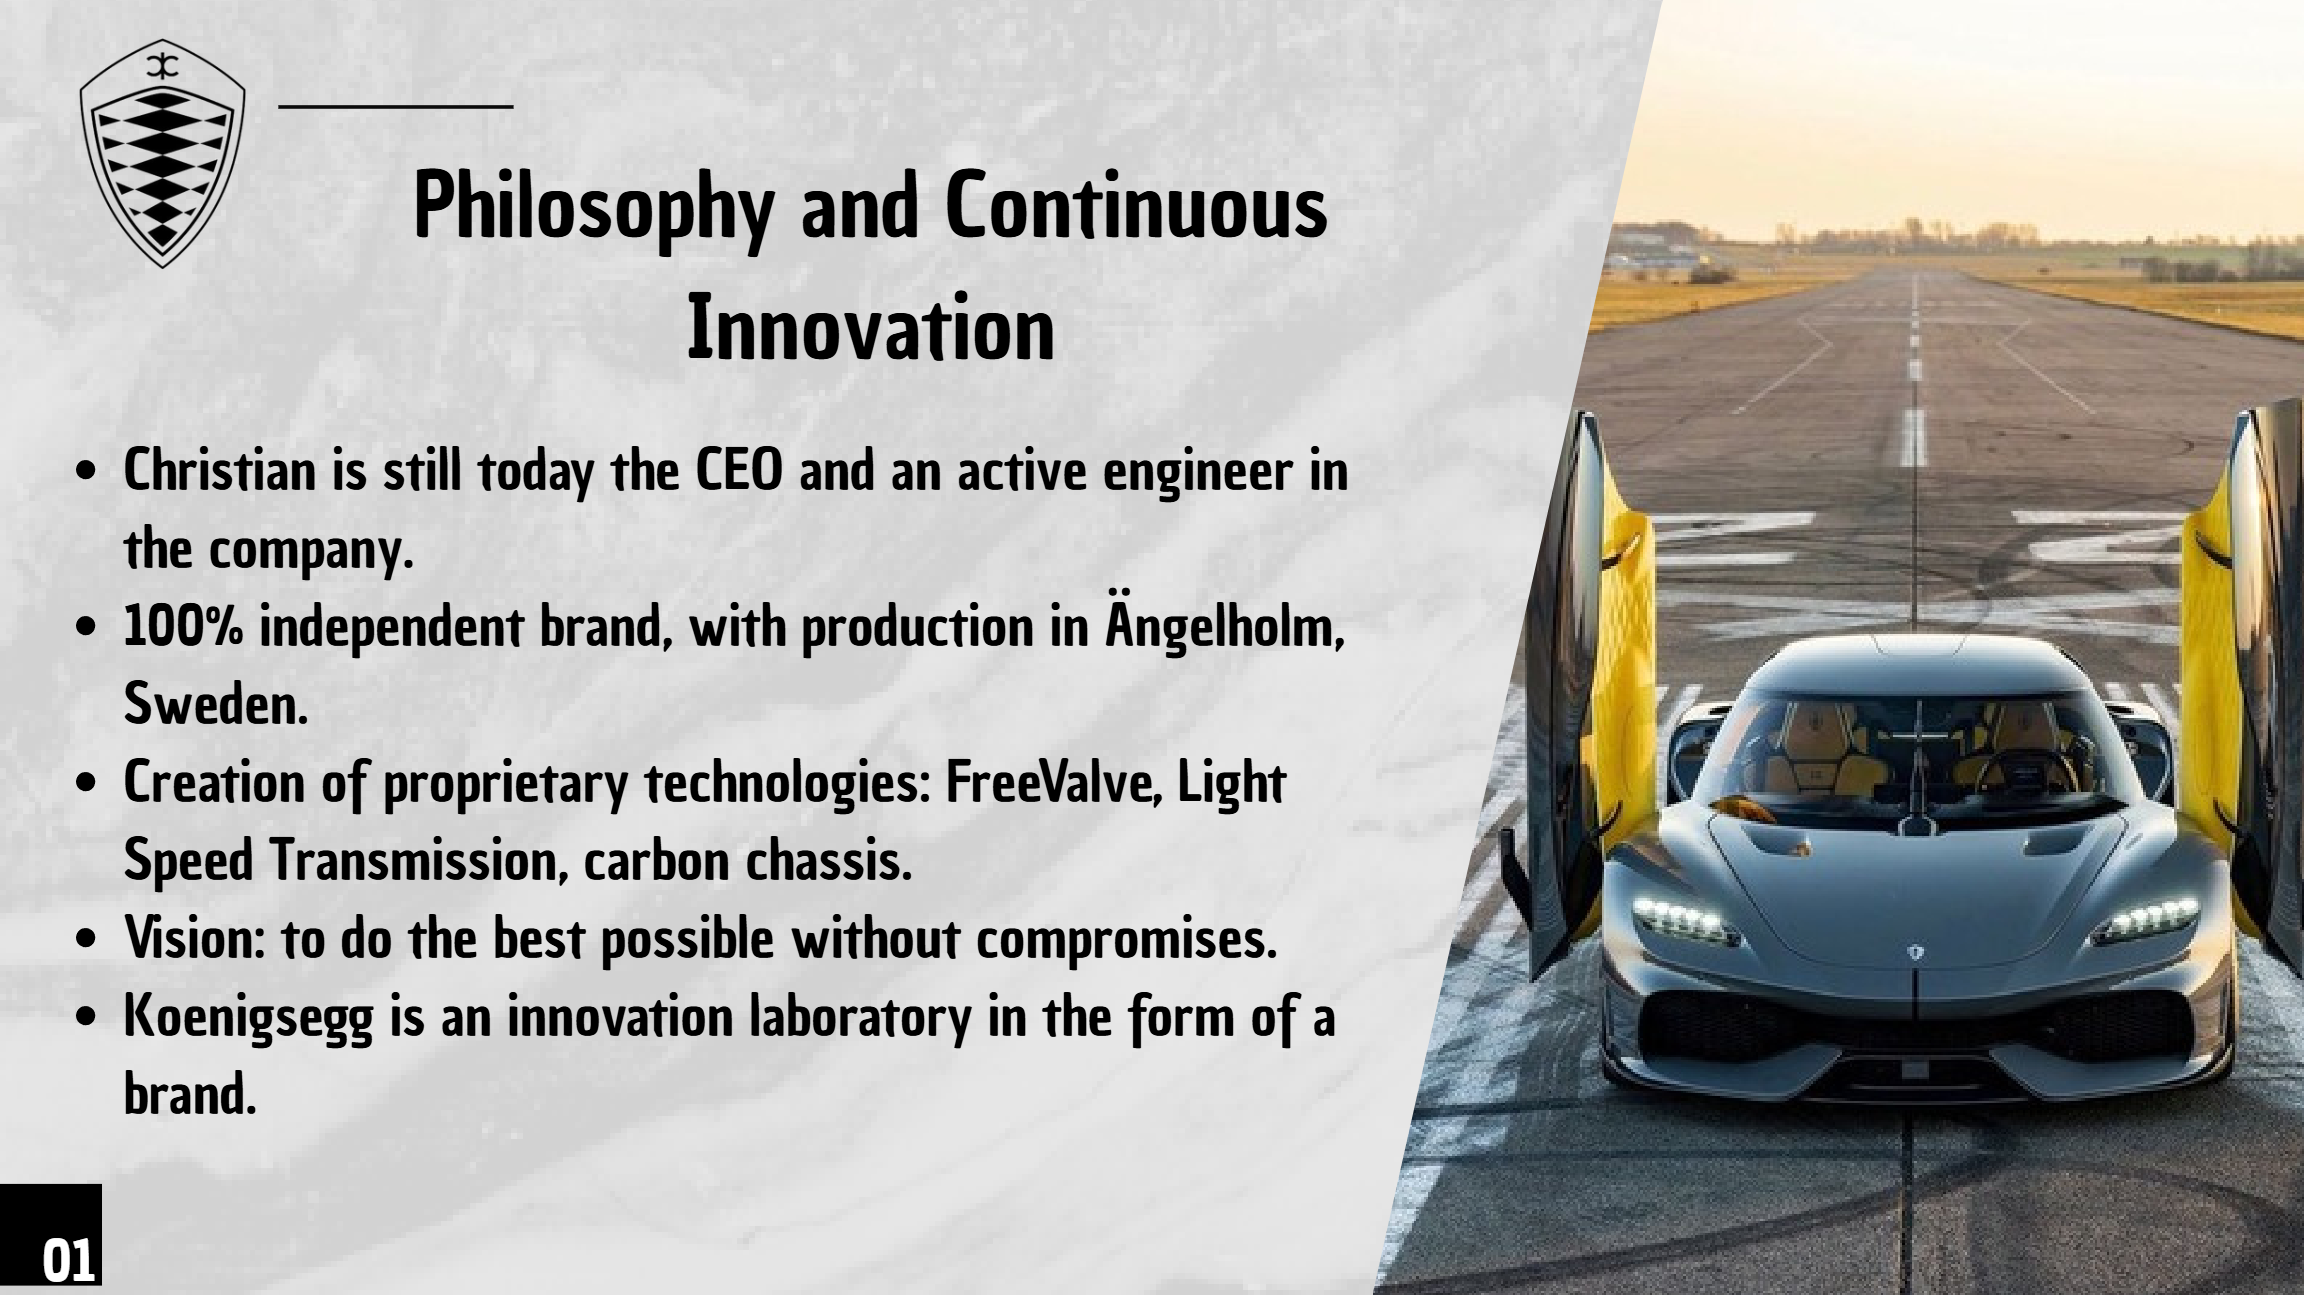 Philosophy and Continuous
Innovation
• Christian is still today the CEO and an active engineer in
the company.
• 100% independent brand, with production in Ängelholm,
Sweden.
• Creation of proprietary technologies: FreeValve, Light
Speed Transmission, carbon chassis.
• Vision: to do the best possible without compromises.
• Koenigsegg is an innovation laboratory in the form of a
brand.
01